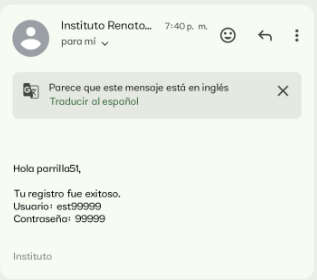 Instituto Renato...
7:40 p. m.
para mí
Parece que este mensaje está en inglés
Traducir al español
Hola parrilla51,
Tu registro fue exitoso.
Usuario: est99999
Contraseña: 99999
Instituto